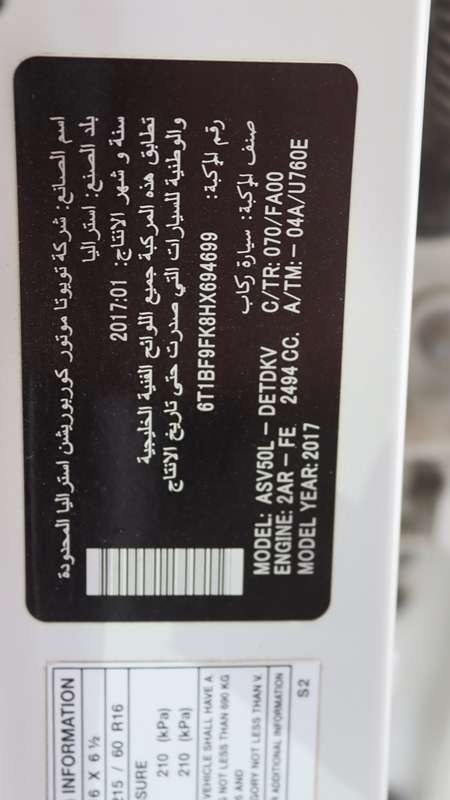 اسم الصانع: شركة تويوتا موتور كوربوريشن استراليا المحدودة
بلد الصنع: استراليا
سنة و شهر الانتاج: 2017:01
تطابق هذه المركبة جميع اللوائح الفنية الخليجية
والوطنية للسيارات التي صدرت حتى تاريخ الانتاج
رقم المركبة: 6T1BF9FK8HX694699
صنف المركبة: سيارة ركاب
MODEL: ASV50L – DETDKV C/TR: 070/FA00
ENGINE: 2AR – FE 2494 CC. A/TM: – 04A/U760E
MODEL YEAR: 2017
INFORMATION
6 X 6 ½
215 / 60 R16
SURE
210 (kPa)
210 (kPa)
VEHICLE SHALL HAVE A
NOT LESS THAN 690 KG
S AND
GORY NOT LESS THAN V.
ADDITIONAL INFORMATION
S2